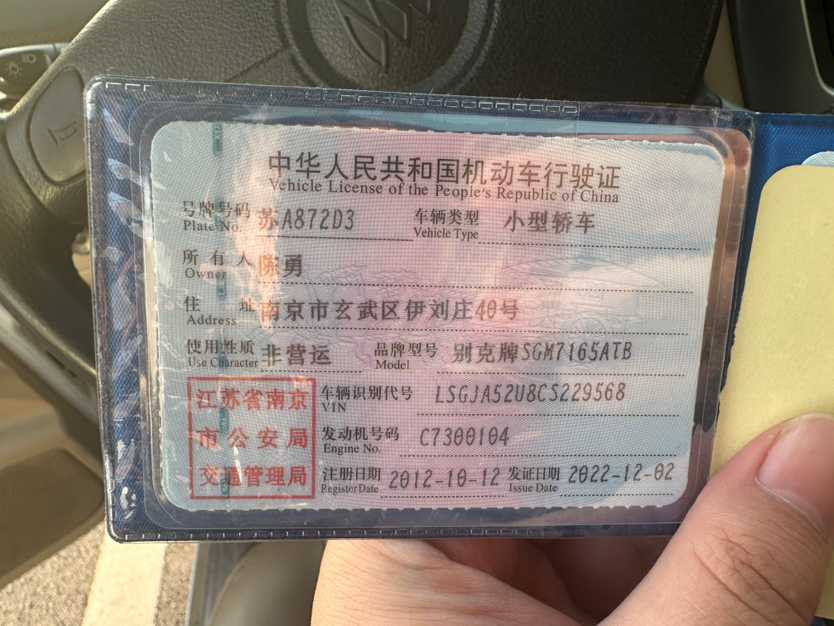 中华人民共和国机动车行驶证
Vehicle License of the People's Republic of China
号牌号码 苏A872D3 车辆类型 小型轿车
Plate No. Vehicle Type
所有人 陈勇
Owner
住址 南京市玄武区伊刘庄40号
Address
使用性质 非营运 品牌型号 别克牌SGM7165ATB
Use Character Model
江苏省南京
市公安局
交通管理局
车辆识别代号 LSGJA52U8CS229568
VIN
发动机号码 C7300104
Engine No.
注册日期 2012-10-12 发证日期 2022-12-02
Register Date Issue Date